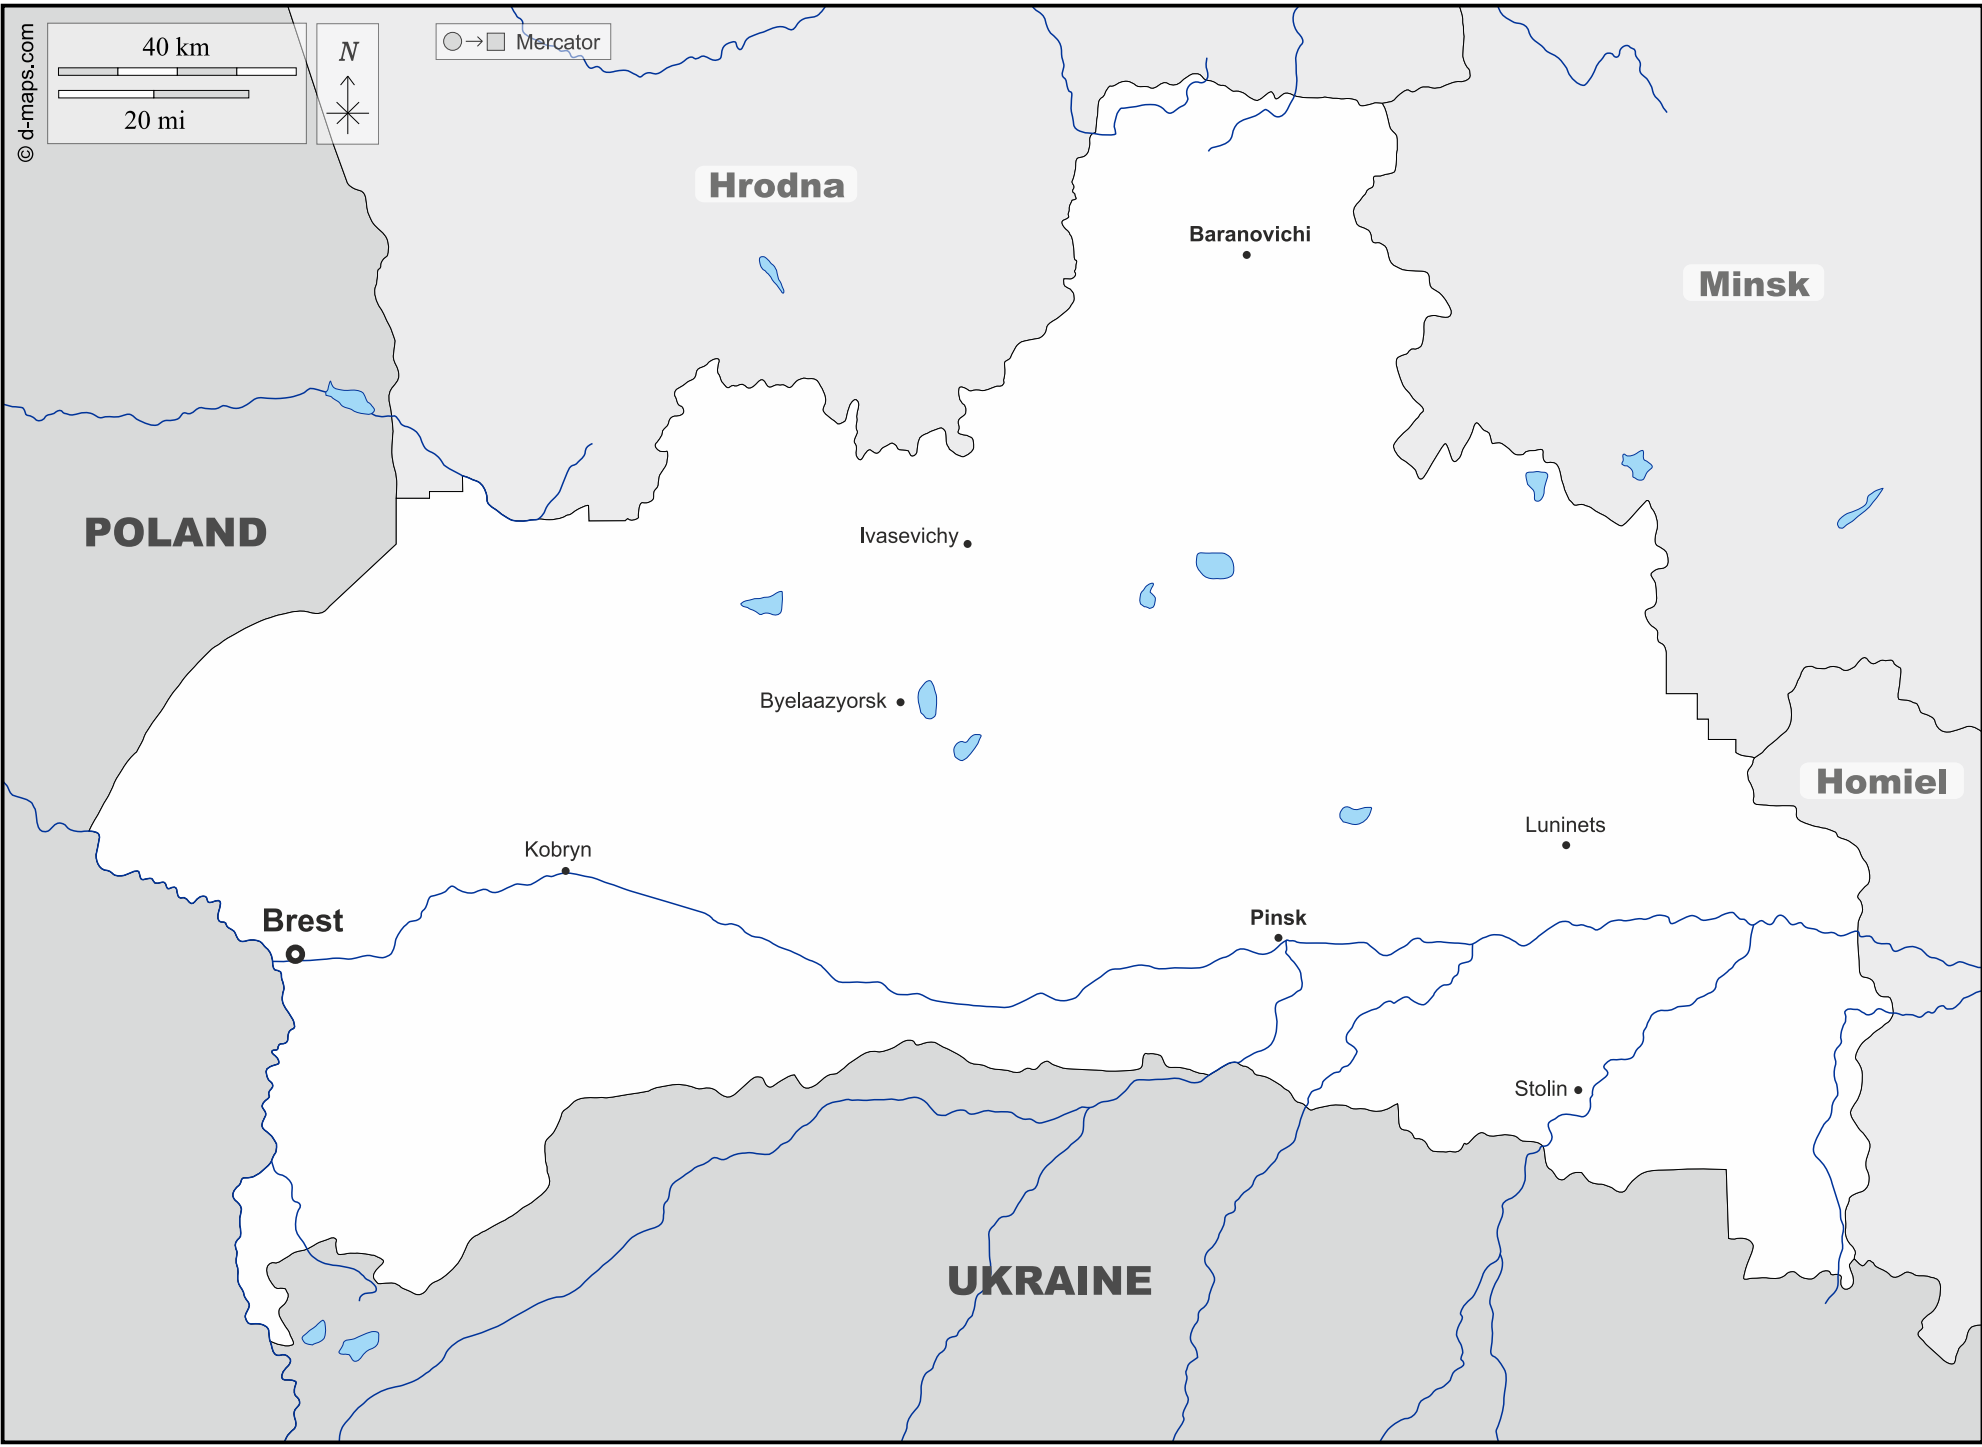 © d-maps.com
40 km
20 mi
N
Mercator
Hrodna
Baranovichi
Minsk
POLAND
Ivasevichy
Byelaazyorsk
Homiel
Luninets
Kobryn
Brest
Pinsk
Stolin
UKRAINE